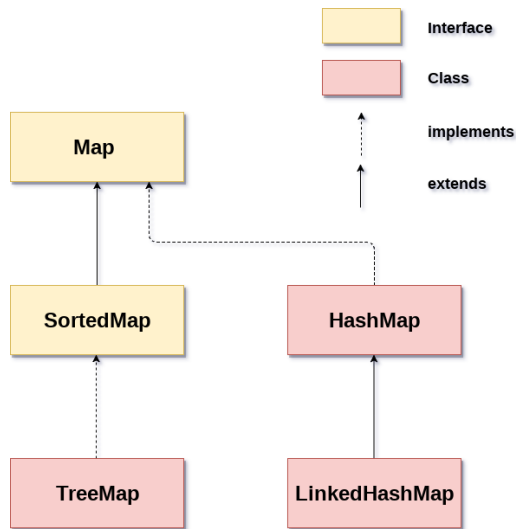 Interface
Class
implements
extends
Map
SortedMap
HashMap
TreeMap
LinkedHashMap